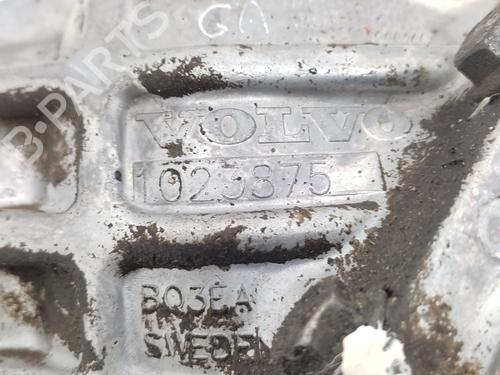 GA
VOLVO
1023875
BQ3EA
SWEDEN
B-PARTS